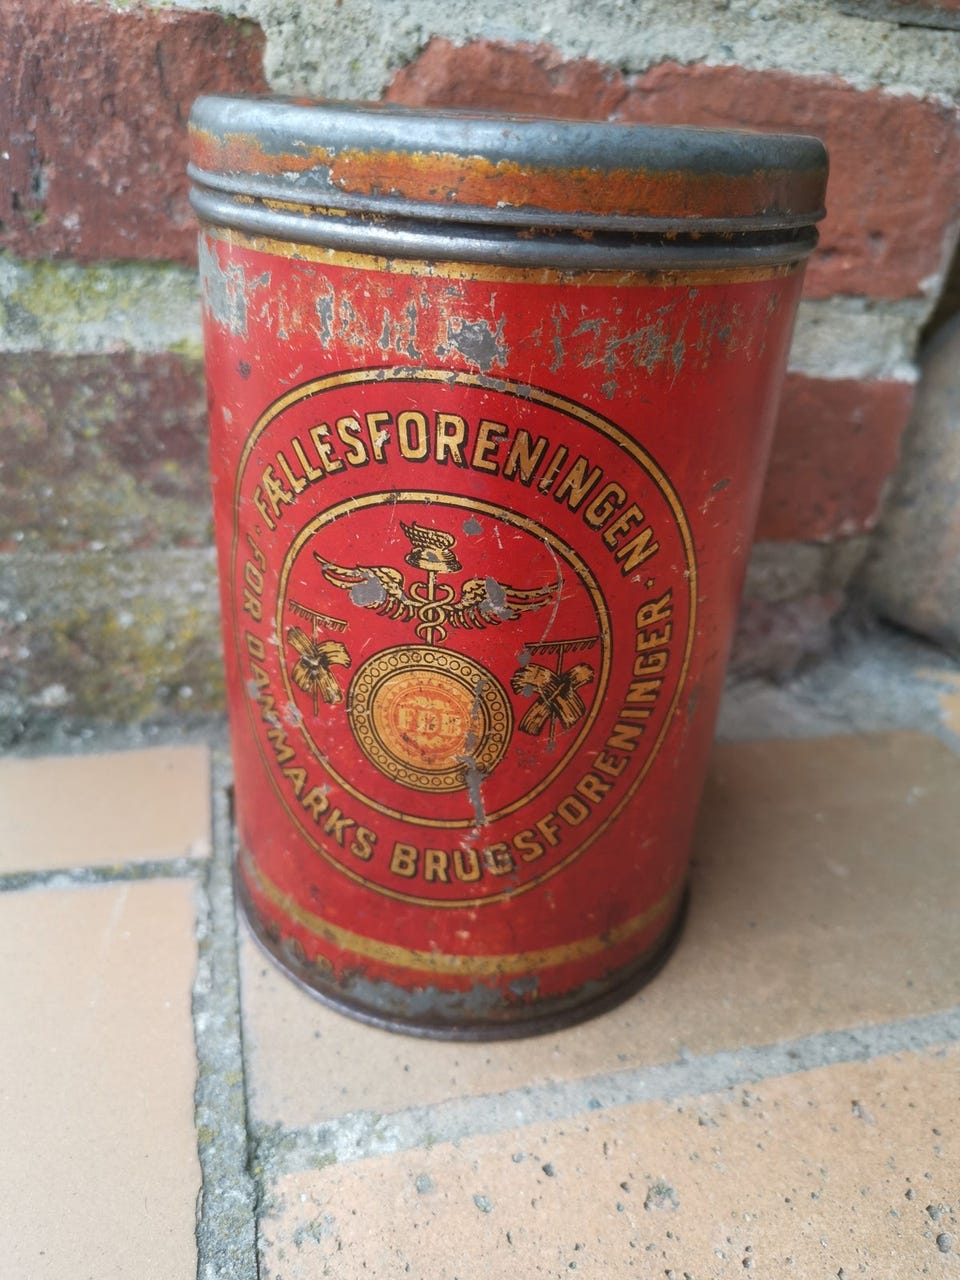 FÆLLESFORENINGEN
FOR DANMARKS BRUGSFORENINGER
FDB